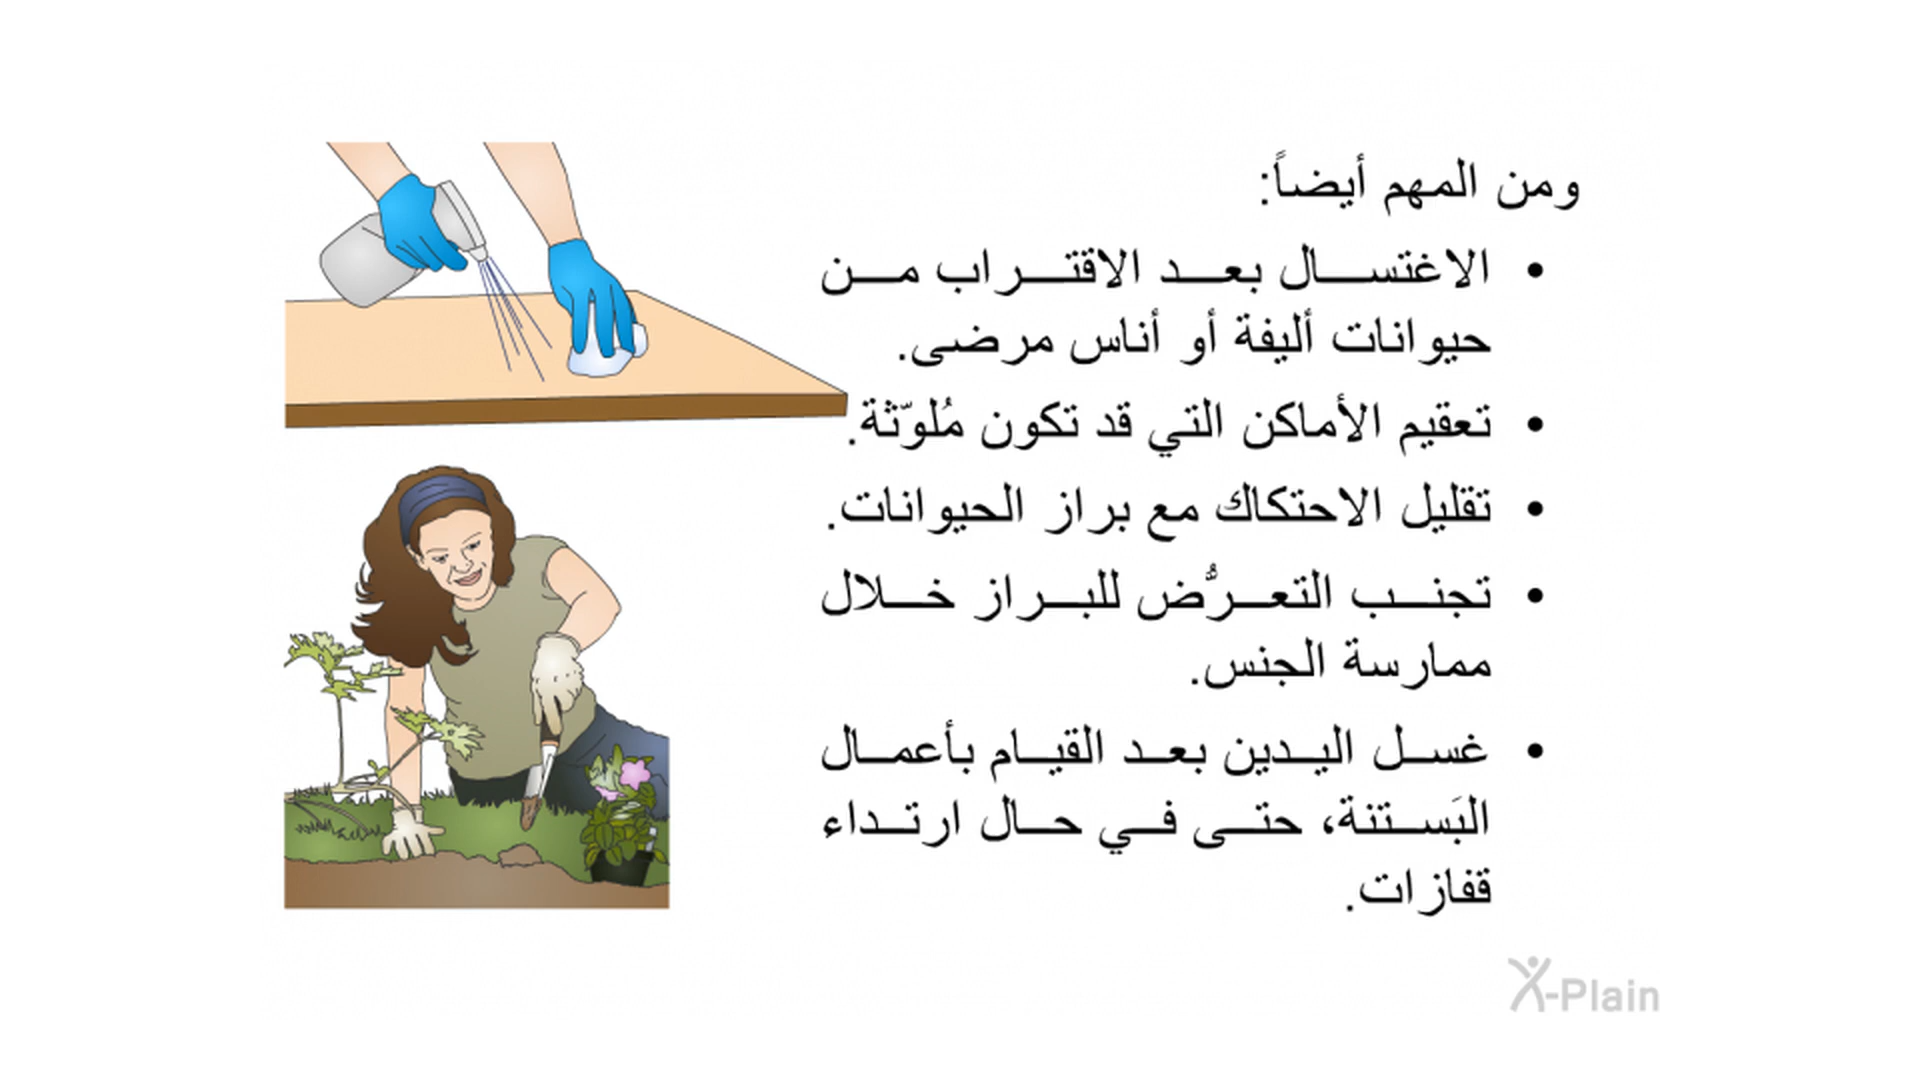 ومن المهم أيضاً:
• الاغتسال بعد الاقتراب من
حيوانات أليفة أو أناس مرضى.
• تعقيم الأماكن التي قد تكون مُلوّثة.
• تقليل الاحتكاك مع براز الحيوانات.
• تجنب التعرُّض للبراز خلال
ممارسة الجنس.
• غسل اليدين بعد القيام بأعمال
البَستنة، حتى في حال ارتداء
قفازات.
X-Plain